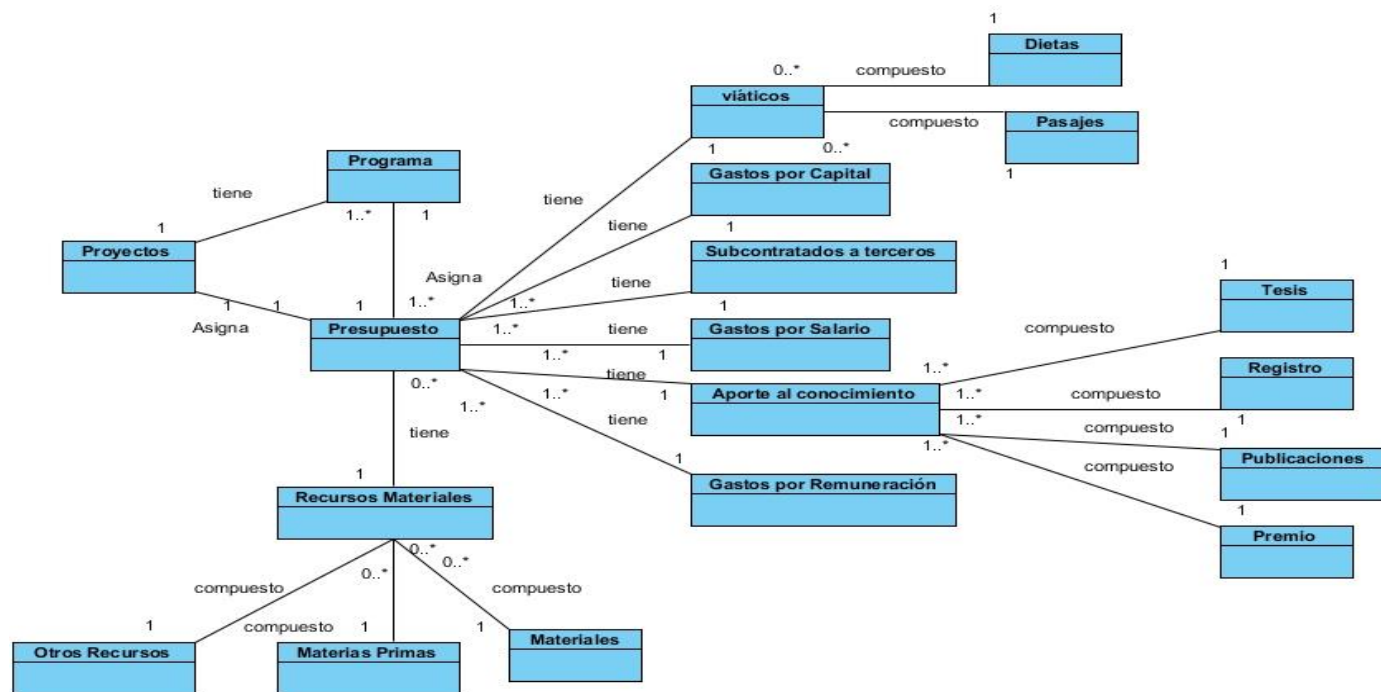 1
Dietas
0..*
compuesto
viáticos
compuesto
Pasajes
1
0..*
1
Programa
Gastos por Capital
tiene
tiene
1..*
1
tiene
1
1
Proyectos
Subcontratados a terceros
1
Asigna
tiene
Tesis
1
1
1
1..*
1..*
1
Asigna
Presupuesto
1..*
Gastos por Salario
tiene
compuesto
1..*
1
Registro
0..*
tiene
1..*
1..*
1
Aporte al conocimiento
1..*
compuesto
1..*
tiene
1..*
1
tiene
compuesto
1
1..*
Publicaciones
1
1
compuesto
Recursos Materiales
Gastos por Remuneración
1
Premio
0..*
0..*
0..*
compuesto
compuesto
1
compuesto
1
1
Materiales
Otros Recursos
Materias Primas